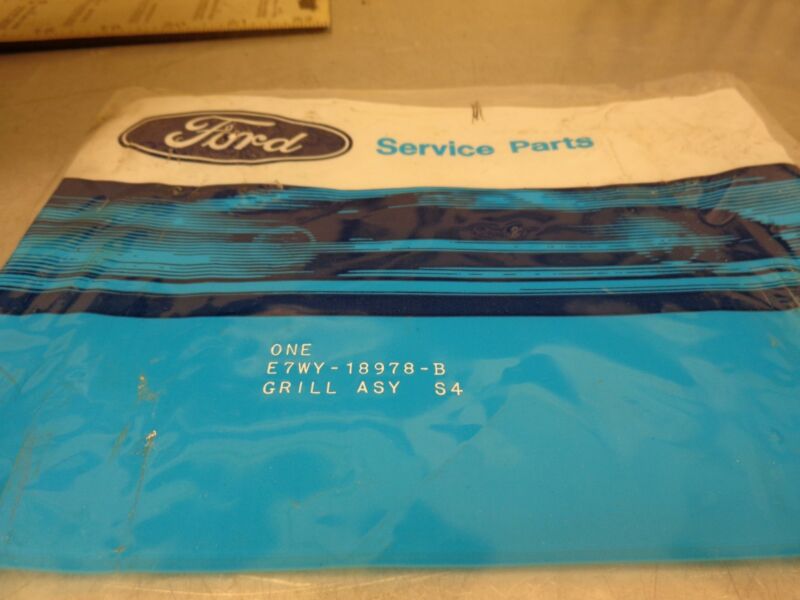 Ford
Service Parts
ONE
E7WY-18978-B
GRILL ASY S4